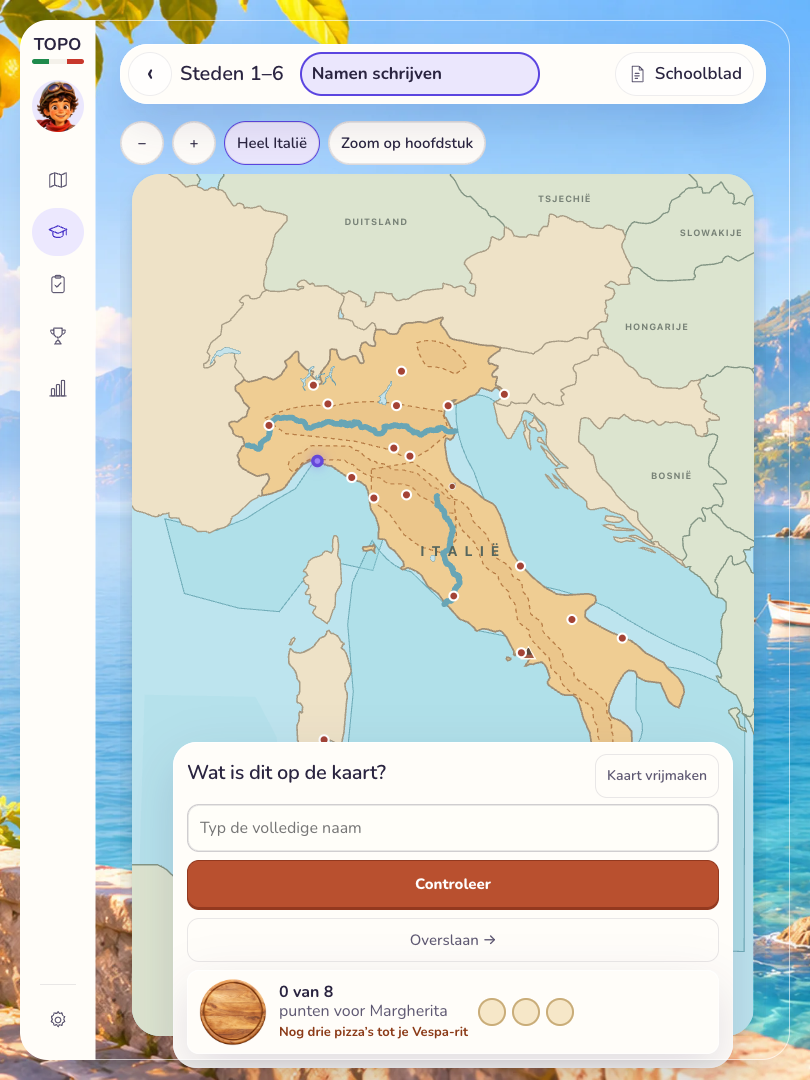 TOPO
‹
Steden 1–6
Namen schrijven
Schoolblad
−
+
Heel Italië
Zoom op hoofdstuk
TSJECHIË
DUITSLAND
SLOWAKIJE
HONGARIJE
BOSNIË
ITALIË
Wat is dit op de kaart?
Kaart vrijmaken
Typ de volledige naam
Controleer
Overslaan →
0 van 8
punten voor Margherita
Nog drie pizza's tot je Vespa-rit